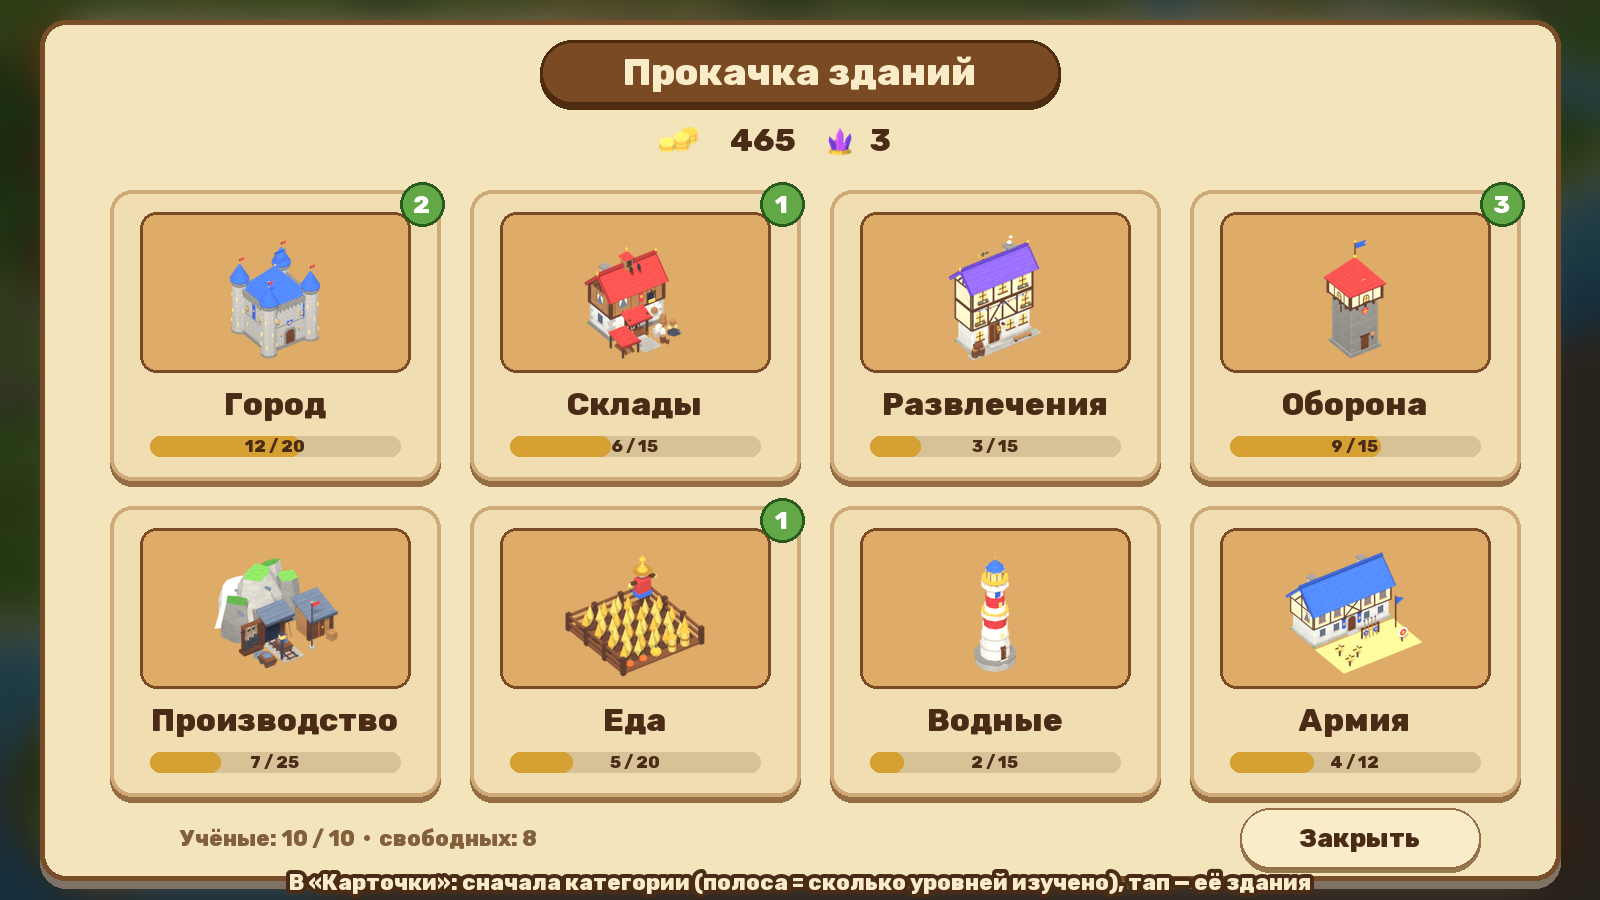 Прокачка зданий
465 3
2 1 3
Город Склады Развлечения Оборона
12 / 20 6 / 15 3 / 15 9 / 15
1
Производство Еда Водные Армия
7 / 25 5 / 20 2 / 15 4 / 12
Учёные: 10 / 10 • свободных: 8
Закрыть
В «Карточки»: сначала категории (полоса = сколько уровней изучено), тап — её здания